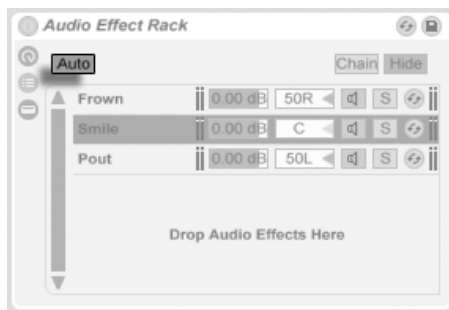 Audio Effect Rack
Auto Chain Hide
Frown 0.00 dB 50R S
Smile 0.00 dB C S
Pout 0.00 dB 50L S
Drop Audio Effects Here